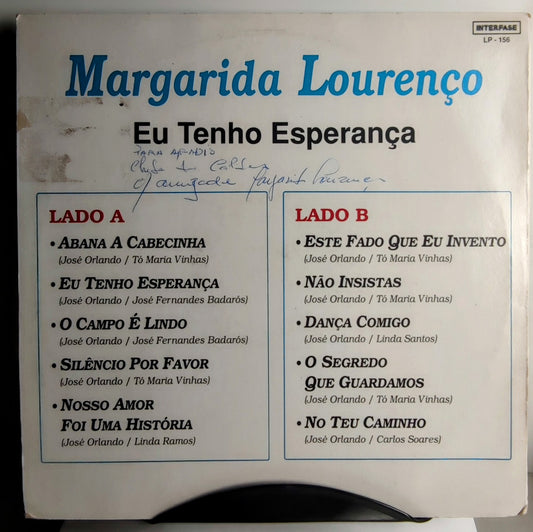 INTERFASE
LP - 156
Margarida Lourenço
Eu Tenho Esperança
PARA
LADO A
• ABANA A CABECINHA
(José Orlando / Tó Maria Vinhas)
• EU TENHO ESPERANÇA
(José Orlando / José Fernandes Badarós)
• O CAMPO É LINDO
(José Orlando / José Fernandes Badarós)
• SILÊNCIO POR FAVOR
(José Orlando / Tó Maria Vinhas)
• NOSSO AMOR
FOI UMA HISTÓRIA
(José Orlando / Linda Ramos)
LADO B
• ESTE FADO QUE EU INVENTO
(José Orlando / Tó Maria Vinhas)
• NÃO INSISTAS
(José Orlando / Tó Maria Vinhas)
• DANÇA COMIGO
(José Orlando / Linda Santos)
• O SEGREDO
QUE GUARDAMOS
(José Orlando / Tó Maria Vinhas)
• NO TEU CAMINHO
(José Orlando / Carlos Soares)